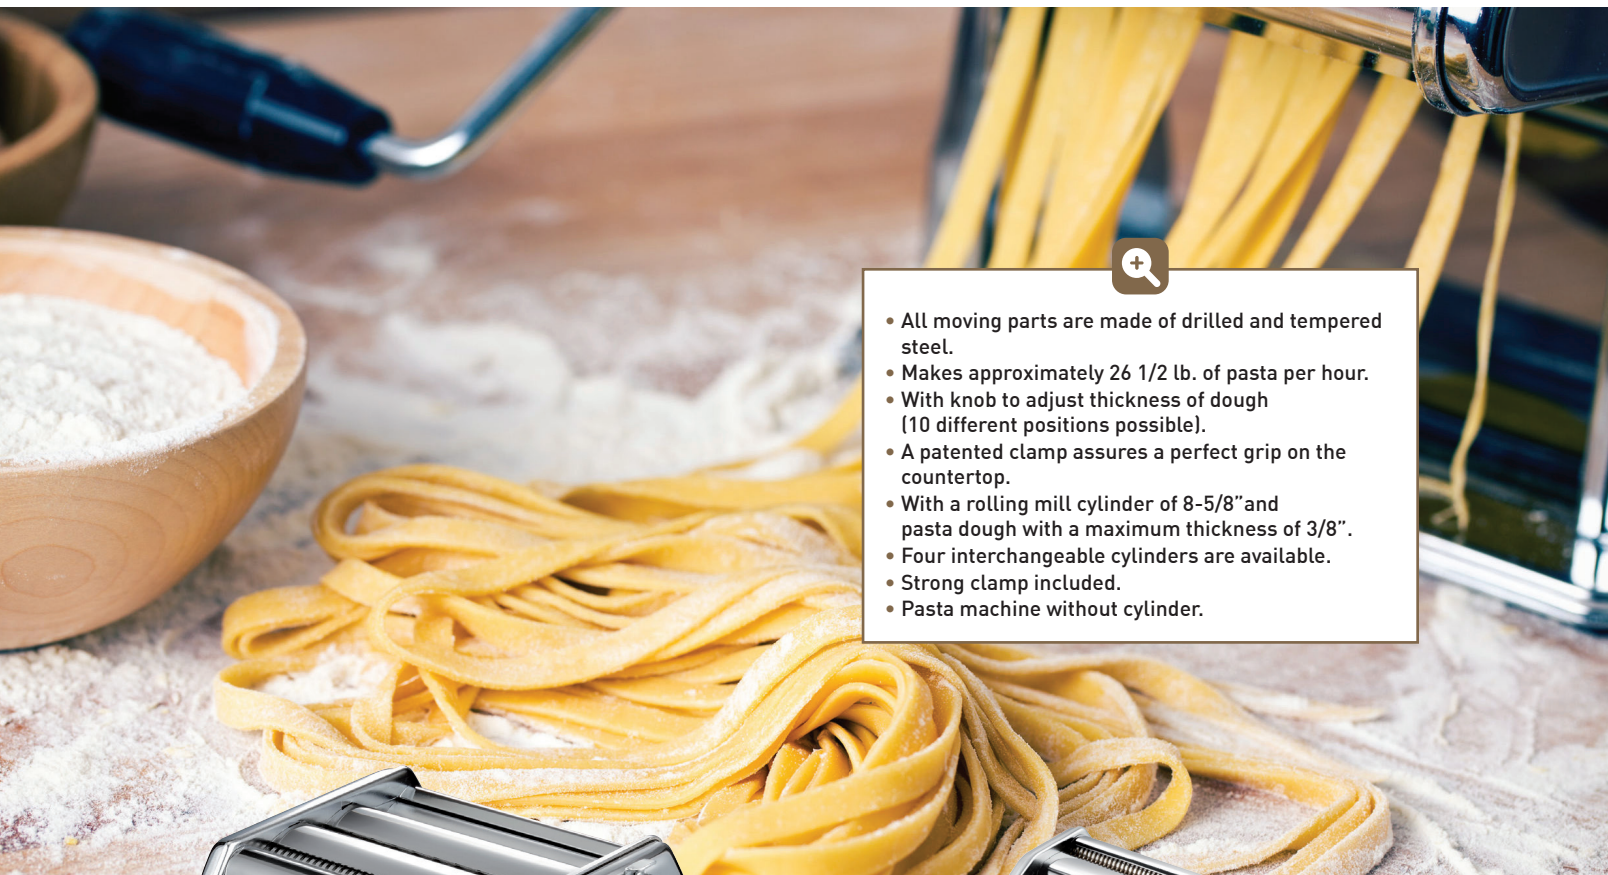 • All moving parts are made of drilled and tempered
steel.
• Makes approximately 26 1/2 lb. of pasta per hour.
• With knob to adjust thickness of dough
(10 different positions possible).
• A patented clamp assures a perfect grip on the
countertop.
• With a rolling mill cylinder of 8-5/8”and
pasta dough with a maximum thickness of 3/8”.
• Four interchangeable cylinders are available.
• Strong clamp included.
• Pasta machine without cylinder.